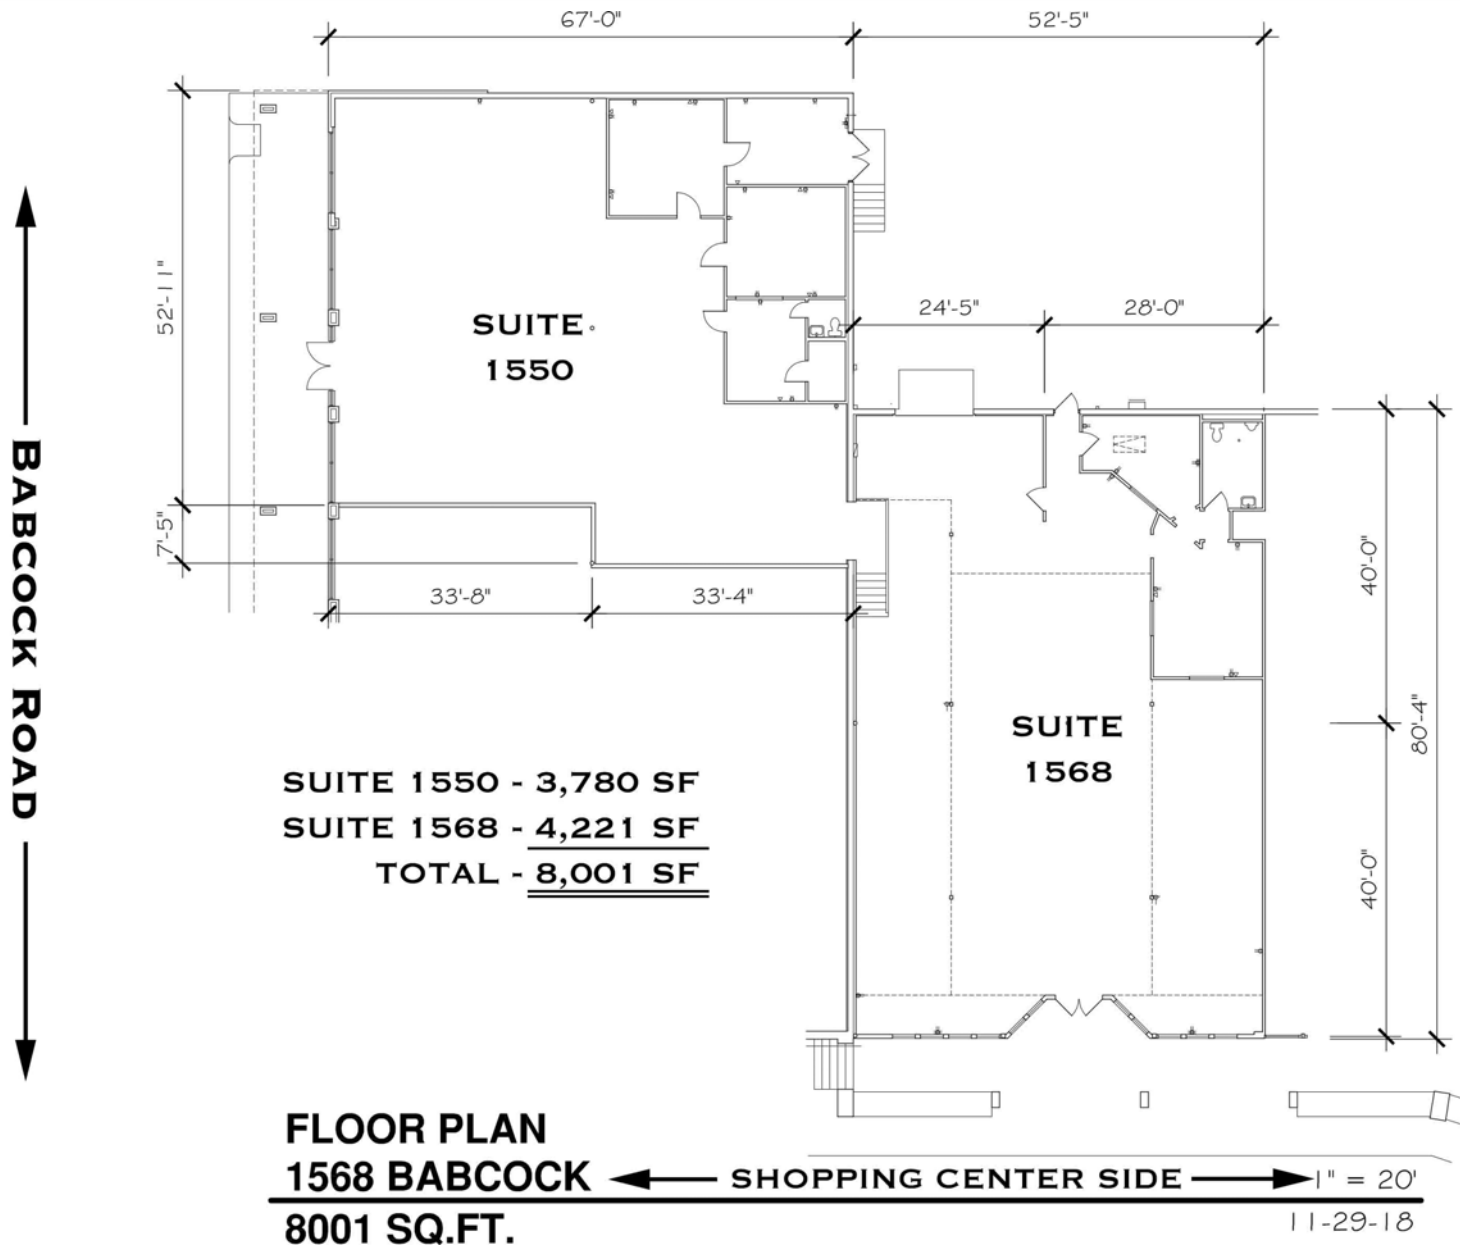 67'-0"
52'-5"
52'-11"
7'-5"
24'-5"
28'-0"
SUITE
1550
BABCOCK ROAD
33'-8"
33'-4"
40'-0"
80'-4"
40'-0"
SUITE
1568
SUITE 1550 - 3,780 SF
SUITE 1568 - 4,221 SF
TOTAL - 8,001 SF
FLOOR PLAN
1568 BABCOCK
SHOPPING CENTER SIDE
1" = 20'
8001 SQ.FT.
11-29-18